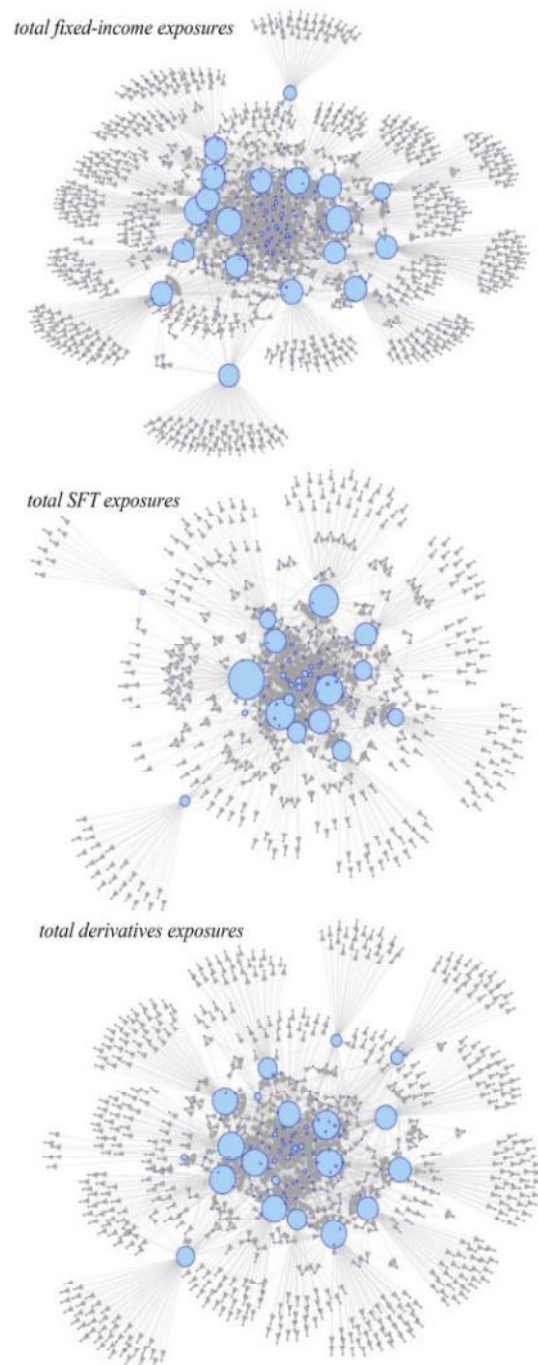 total fixed-income exposures
total SFT exposures
total derivatives exposures